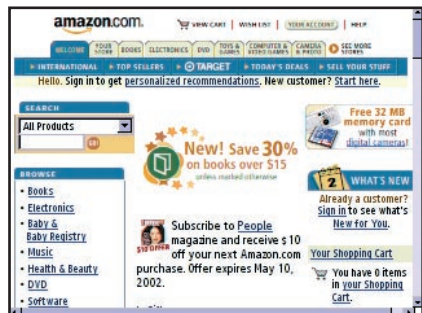 amazon.com.
VIEW CART | WISH LIST | YOUR ACCOUNT | HELP
WELCOME
YOUR STORE
BOOKS
ELECTRONICS
DVD
TOYS & GAMES
COMPUTER & VIDEO GAMES
CAMERA & PHOTO
SEE MORE STORES
INTERNATIONAL
TOP SELLERS
TARGET
TODAY'S DEALS
SELL YOUR STUFF
Hello. Sign in to get personalized recommendations. New customer? Start here.
SEARCH
All Products
GO!
BROWSE
• Books
• Electronics
• Baby &
Baby Registry
• Music
• Health & Beauty
• DVD
• Software
New! Save 30%
on books over $15
unless marked otherwise
$10 OFFER
Subscribe to People
magazine and receive $10
off your next Amazon.com
purchase. Offer expires May 10,
2002.
Free 32 MB
memory card
with most
digital cameras!
2
WHAT'S NEW
Already a customer?
Sign in to see what's
New for You.
Your Shopping Cart
You have 0 items
in your Shopping
Cart.